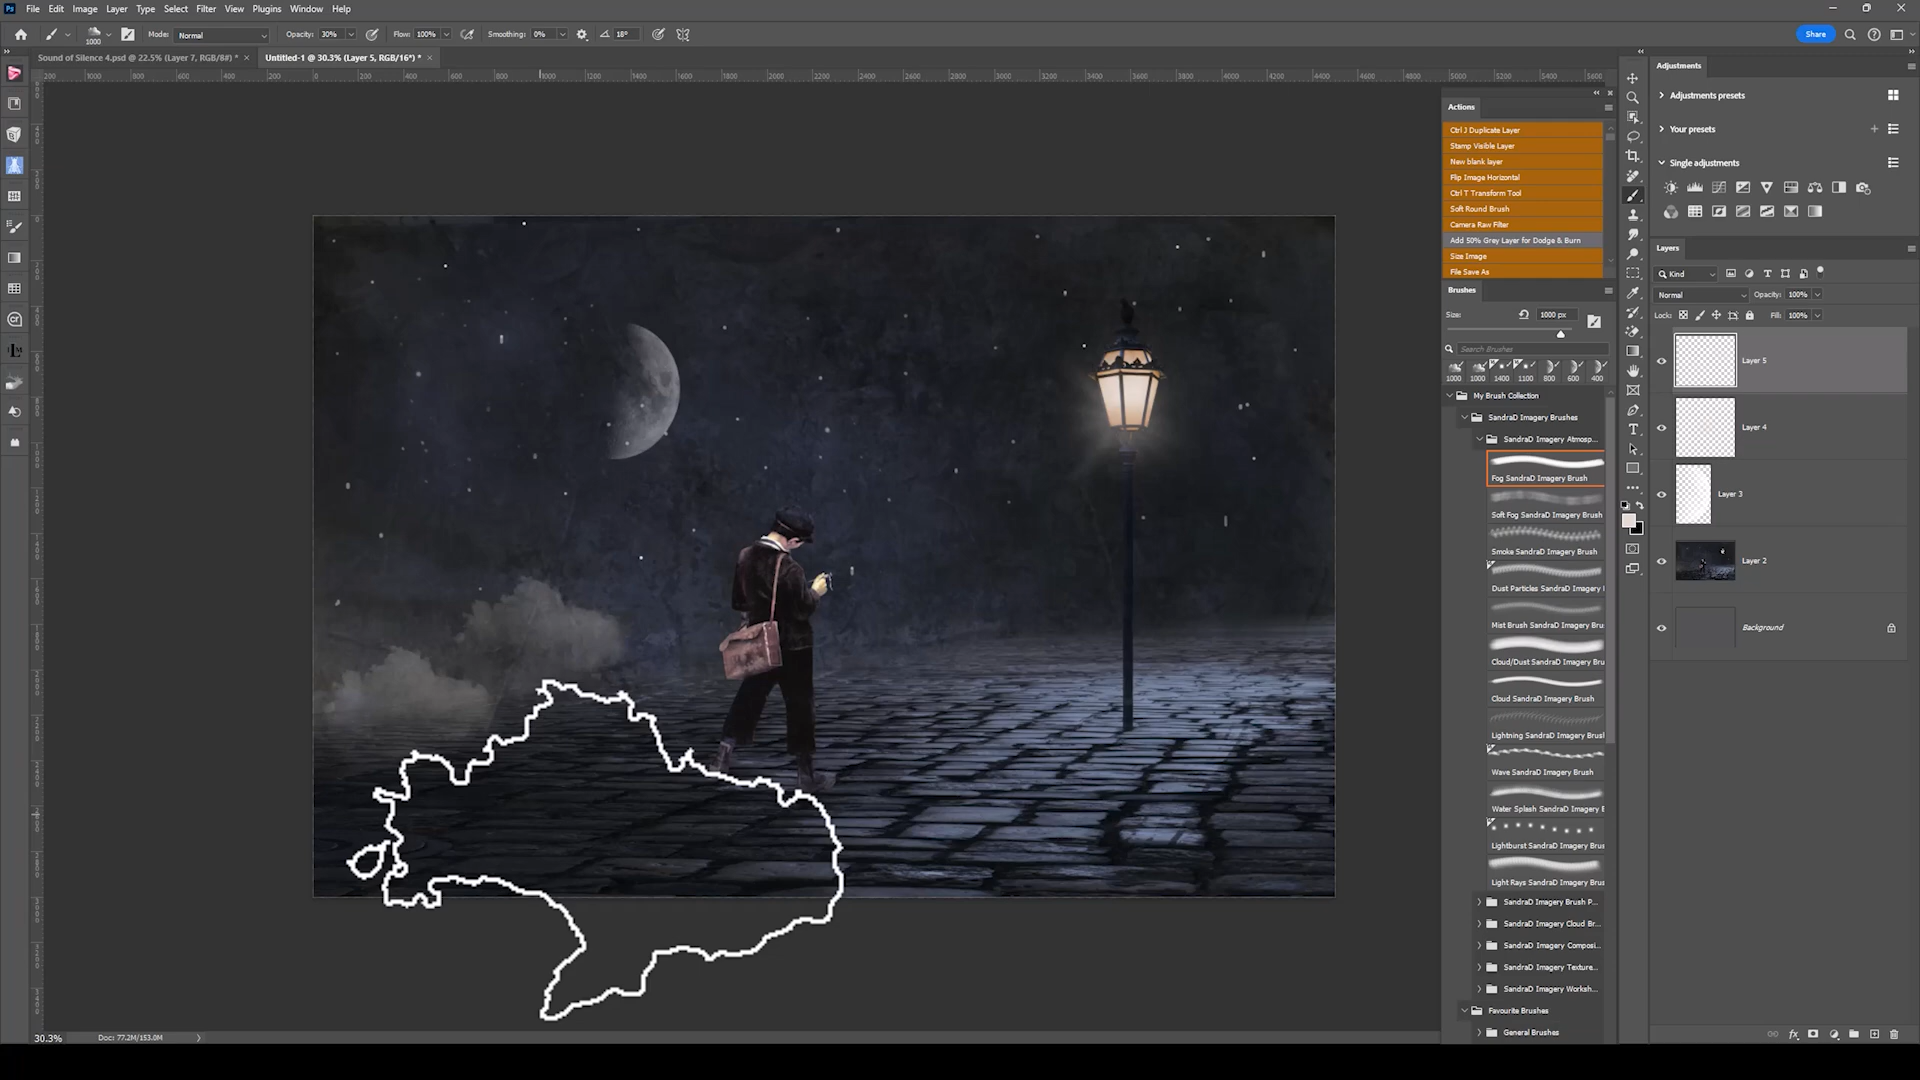 File Edit Image Layer Type Select Filter View Plugins Window Help
1000 Mode: Normal Opacity: 30% Flow: 100% Smoothing: 0% 18° Share
Sound of Silence 4.psd @ 22.5% (Layer 7, RGB/8#) * Untitled-1 @ 30.3% (Layer 5, RGB/16*) *
Actions
Ctrl J Duplicate Layer
Stamp Visible Layer
New blank layer
Flip Image Horizontal
Ctrl T Transform Tool
Soft Round Brush
Camera Raw Filter
Add 50% Grey Layer for Dodge & Burn
Size Image
File Save As
Brushes
Size: 1000 px
Search Brushes
1000 1000 1400 1100 800 600 400
My Brush Collection
SandraD Imagery Brushes
SandraD Imagery Atmosp...
Fog SandraD Imagery Brush
Soft Fog SandraD Imagery Brush
Smoke SandraD Imagery Brush
Dust Particles SandraD Imagery
Mist Brush SandraD Imagery Bru
Cloud/Dust SandraD Imagery Bru
Cloud SandraD Imagery Brush
Lightning SandraD Imagery Brus
Wave SandraD Imagery Brush
Water Splash SandraD Imagery B
Lightburst SandraD Imagery Bru
Light Rays SandraD Imagery Brus
SandraD Imagery Brush P...
SandraD Imagery Cloud Br...
SandraD Imagery Composi...
SandraD Imagery Texture...
SandraD Imagery Worksh...
Favourite Brushes
General Brushes
Adjustments
Adjustments presets
Your presets
Single adjustments
Layers
Kind
Normal Opacity: 100%
Lock: Fill: 100%
Layer 5
Layer 4
Layer 3
Layer 2
Background
30.3% Doc: 77.2M/153.0M